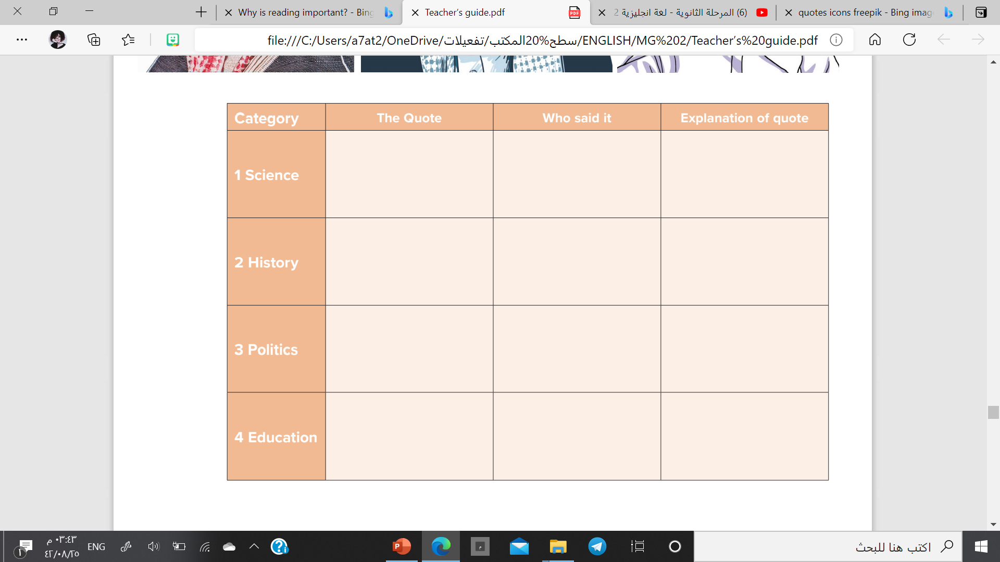 Why is reading important? - Bing
Teacher’s guide.pdf
(6) المرحلة الثانوية - لغة انجليزية 2
quotes icons freepik - Bing imag
file:///C:/Users/a7at2/OneDrive/سطح%20المكتب/تفعيلات/ENGLISH/MG%202/Teacher’s%20guide.pdf
Category The Quote Who said it Explanation of quote
1 Science
2 History
3 Politics
4 Education
٠٣:٤٣ م
٤٢/٠٨/٢٥
ENG
اكتب هنا للبحث